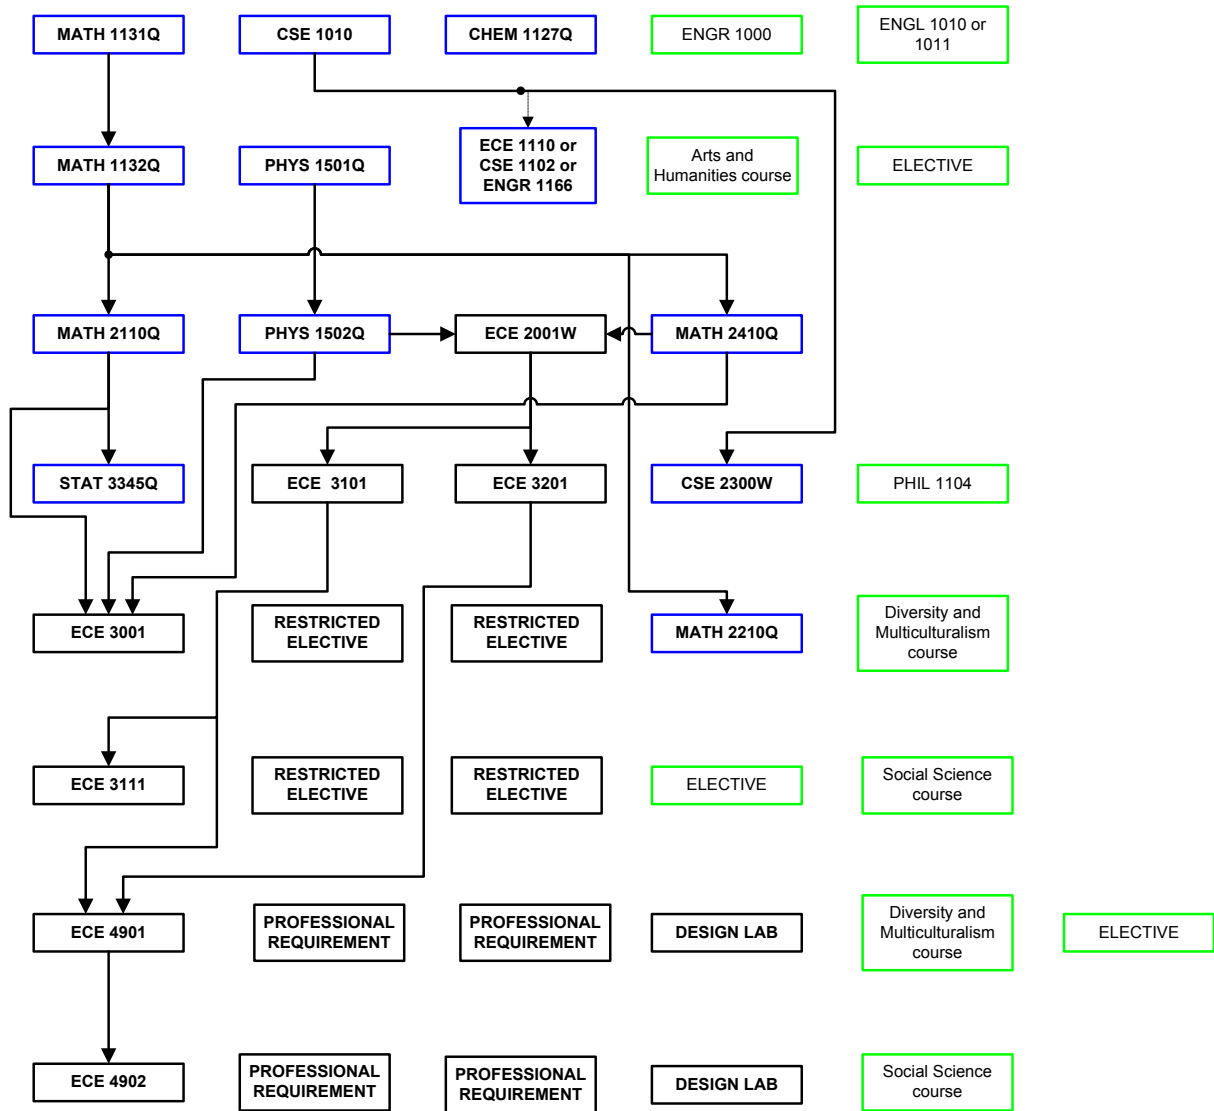 MATH 1131Q
CSE 1010
CHEM 1127Q
ENGR 1000
ENGL 1010 or
1011
MATH 1132Q
PHYS 1501Q
ECE 1110 or
CSE 1102 or
ENGR 1166
Arts and
Humanities course
ELECTIVE
MATH 2110Q
PHYS 1502Q
ECE 2001W
MATH 2410Q
STAT 3345Q
ECE 3101
ECE 3201
CSE 2300W
PHIL 1104
ECE 3001
RESTRICTED
ELECTIVE
RESTRICTED
ELECTIVE
MATH 2210Q
Diversity and
Multiculturalism
course
ECE 3111
RESTRICTED
ELECTIVE
RESTRICTED
ELECTIVE
ELECTIVE
Social Science
course
ECE 4901
PROFESSIONAL
REQUIREMENT
PROFESSIONAL
REQUIREMENT
DESIGN LAB
Diversity and
Multiculturalism
course
ELECTIVE
ECE 4902
PROFESSIONAL
REQUIREMENT
PROFESSIONAL
REQUIREMENT
DESIGN LAB
Social Science
course